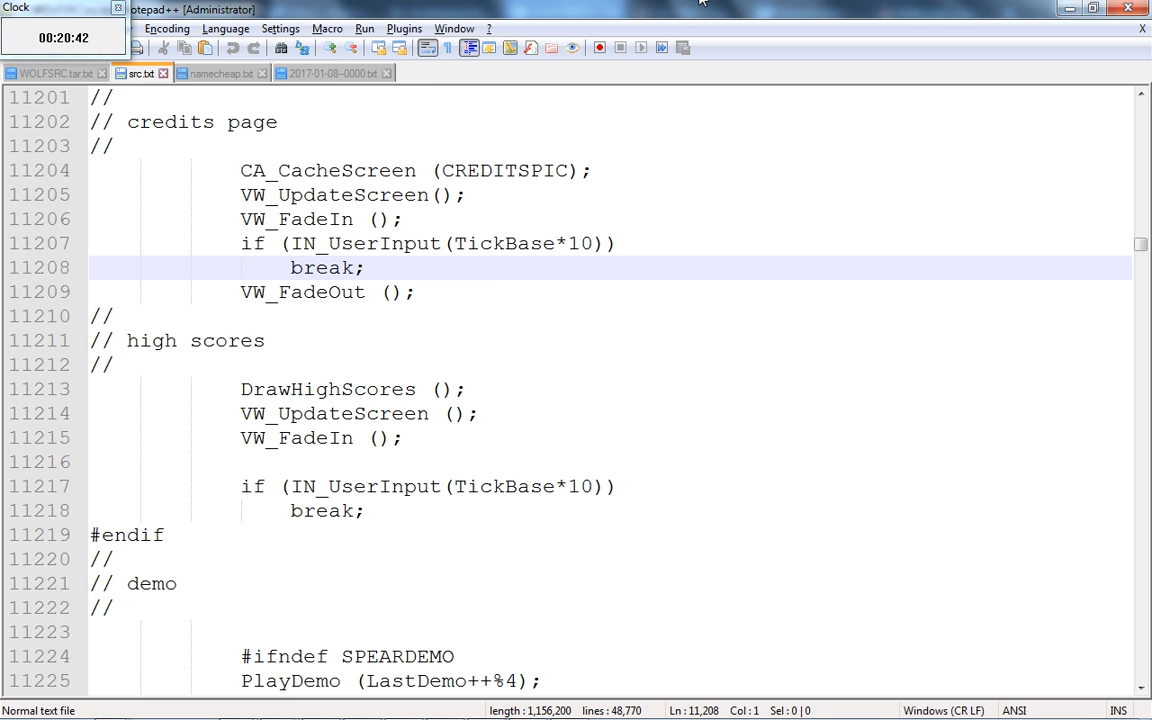 Clock
otepad++ [Administrator]
00:20:42
Encoding Language Settings Macro Run Plugins Window ? X
WOLFSRC.tar.txt src.txt namecheap.txt 2017-01-08--0000.txt
11201 //
11202 // credits page
11203 //
11204 CA_CacheScreen (CREDITSPIC);
11205 VW_UpdateScreen();
11206 VW_FadeIn ();
11207 if (IN_UserInput(TickBase*10))
11208 break;
11209 VW_FadeOut ();
11210 //
11211 // high scores
11212 //
11213 DrawHighScores ();
11214 VW_UpdateScreen ();
11215 VW_FadeIn ();
11216
11217 if (IN_UserInput(TickBase*10))
11218 break;
11219 #endif
11220 //
11221 // demo
11222 //
11223
11224 #ifndef SPEARDEMO
11225 PlayDemo (LastDemo++%4);
Normal text file length : 1,156,200 lines : 48,770 Ln : 11,208 Col : 1 Sel : 0 | 0 Windows (CR LF) ANSI INS